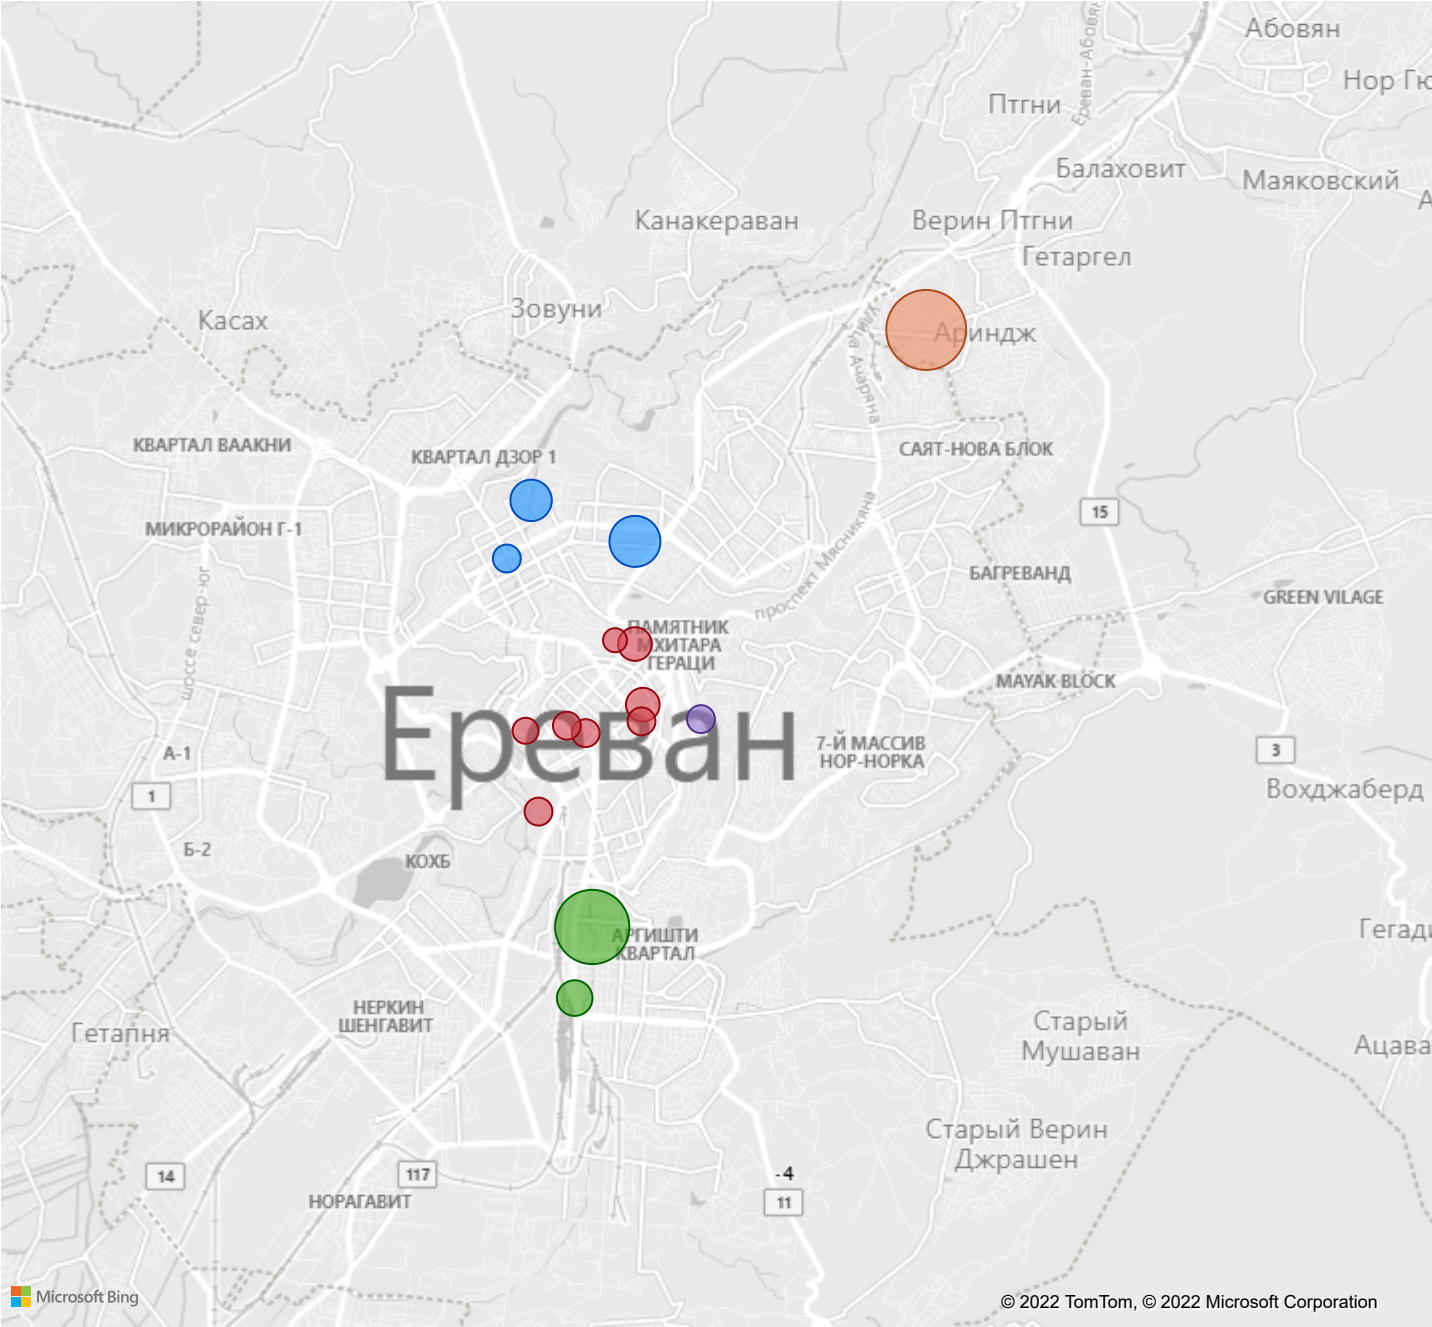 Абовян
Нор Гю
Птгни
Ереван-Абовян
Балаховит
Маяковский
А
Канакераван
Верин Птгни
Гетаргел
Зовуни
Касах
Ариндж
улица Ачаряна
КВАРТАЛ ВААКНИ
КВАРТАЛ ДЗОР 1
САЯТ-НОВА БЛОК
15
МИКРОРАЙОН Г-1
проспект Мясникяна
БАГРЕВАНД
GREEN VILAGE
шоссе север-юг
ПАМЯТНИК
МХИТАРА
ГЕРАЦИ
MAYAK BLOCK
Ереван
А-1
7-Й МАССИВ
НОР-НОРКА
3
1
Вохджаберд
Б-2
КОХБ
АРГИШТИ
КВАРТАЛ
Гегади
НЕРКИН
ШЕНГАВИТ
Гетапня
Старый
Мушаван
Ацава
Старый Верин
Джрашен
14
117
-4
11
НОРАГАВИТ
Microsoft Bing
© 2022 TomTom, © 2022 Microsoft Corporation